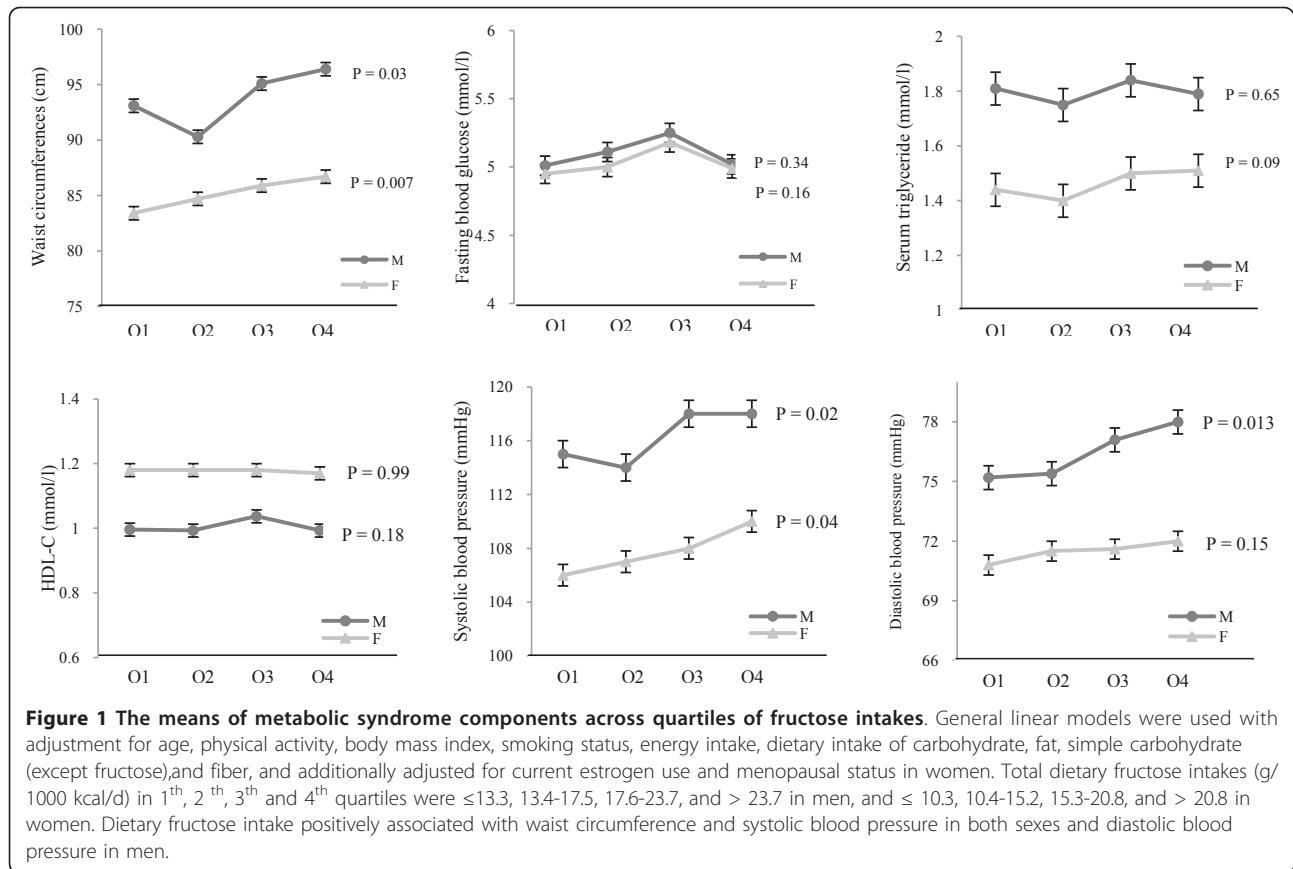 Waist circumferences (cm)
100
95
90
85
80
75
P = 0.03
P = 0.007
M
F
Q1 Q2 Q3 Q4
Fasting blood glucose (mmol/l)
6
5.5
5
4.5
4
P = 0.34
P = 0.16
M
F
Q1 Q2 Q3 Q4
Serum triglyceride (mmol/l)
2
1.8
1.6
1.4
1.2
1
P = 0.65
P = 0.09
M
F
Q1 Q2 Q3 Q4
HDL-C (mmol/l)
1.4
1.2
1
0.8
0.6
P = 0.99
P = 0.18
M
F
Q1 Q2 Q3 Q4
Systolic blood pressure (mmHg)
120
116
112
108
104
100
P = 0.02
P = 0.04
M
F
Q1 Q2 Q3 Q4
Diastolic blood pressure (mmHg)
78
75
72
69
66
P = 0.013
P = 0.15
M
F
Q1 Q2 Q3 Q4
Figure 1 The means of metabolic syndrome components across quartiles of fructose intakes. General linear models were used with
adjustment for age, physical activity, body mass index, smoking status, energy intake, dietary intake of carbohydrate, fat, simple carbohydrate
(except fructose),and fiber, and additionally adjusted for current estrogen use and menopausal status in women. Total dietary fructose intakes (g/
1000 kcal/d) in 1th, 2 th, 3th and 4th quartiles were ≤13.3, 13.4-17.5, 17.6-23.7, and > 23.7 in men, and ≤ 10.3, 10.4-15.2, 15.3-20.8, and > 20.8 in
women. Dietary fructose intake positively associated with waist circumference and systolic blood pressure in both sexes and diastolic blood
pressure in men.